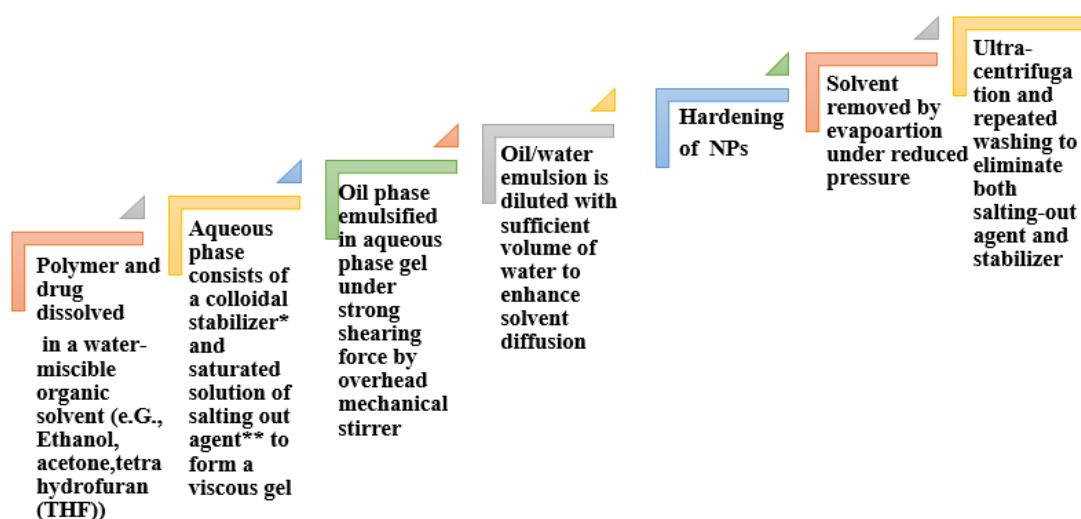 Polymer and
drug
dissolved
in a water-
miscible
organic
solvent (e.G.,
Ethanol,
acetone,tetra
hydrofuran
(THF))
Aqueous
phase
consists of
a colloidal
stabilizer*
and
saturated
solution of
salting out
agent** to
form a
viscous gel
Oil phase
emulsified
in aqueous
phase gel
under
strong
shearing
force by
overhead
mechanical
stirrer
Oil/water
emulsion is
diluted with
sufficient
volume of
water to
enhance
solvent
diffusion
Hardening
of NPs
Solvent
removed by
evapoartion
under reduced
pressure
Ultra-
centrifuga
tion and
repeated
washing to
eliminate
both
salting-out
agent and
stabilizer